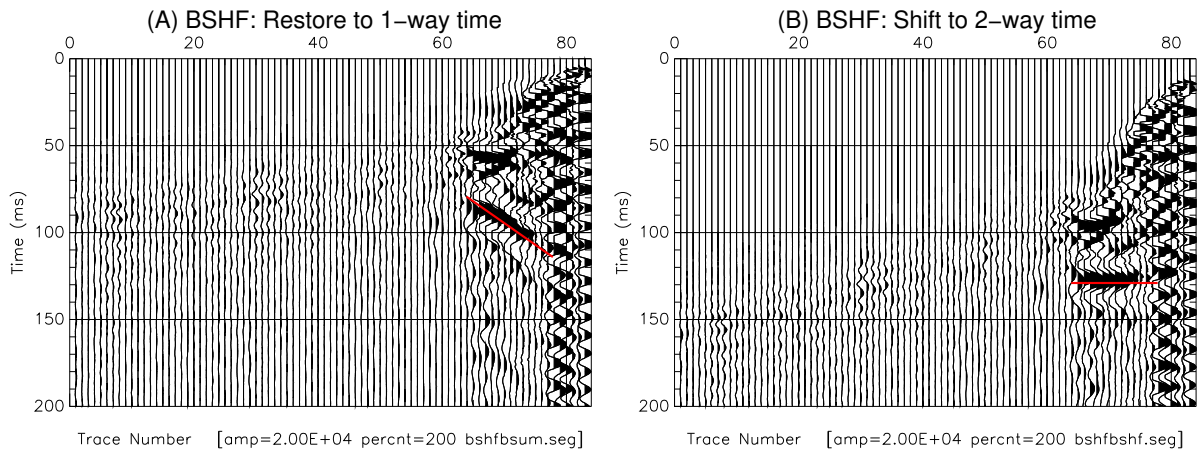 (A) BSHF: Restore to 1−way time
0 20 40 60 80
0
50
100
150
200
Time (ms)
Trace Number [amp=2.00E+04 percnt=200 bshfbsum.seg]
(B) BSHF: Shift to 2−way time
0 20 40 60 80
0
50
100
150
200
Time (ms)
Trace Number [amp=2.00E+04 percnt=200 bshfbshf.seg]